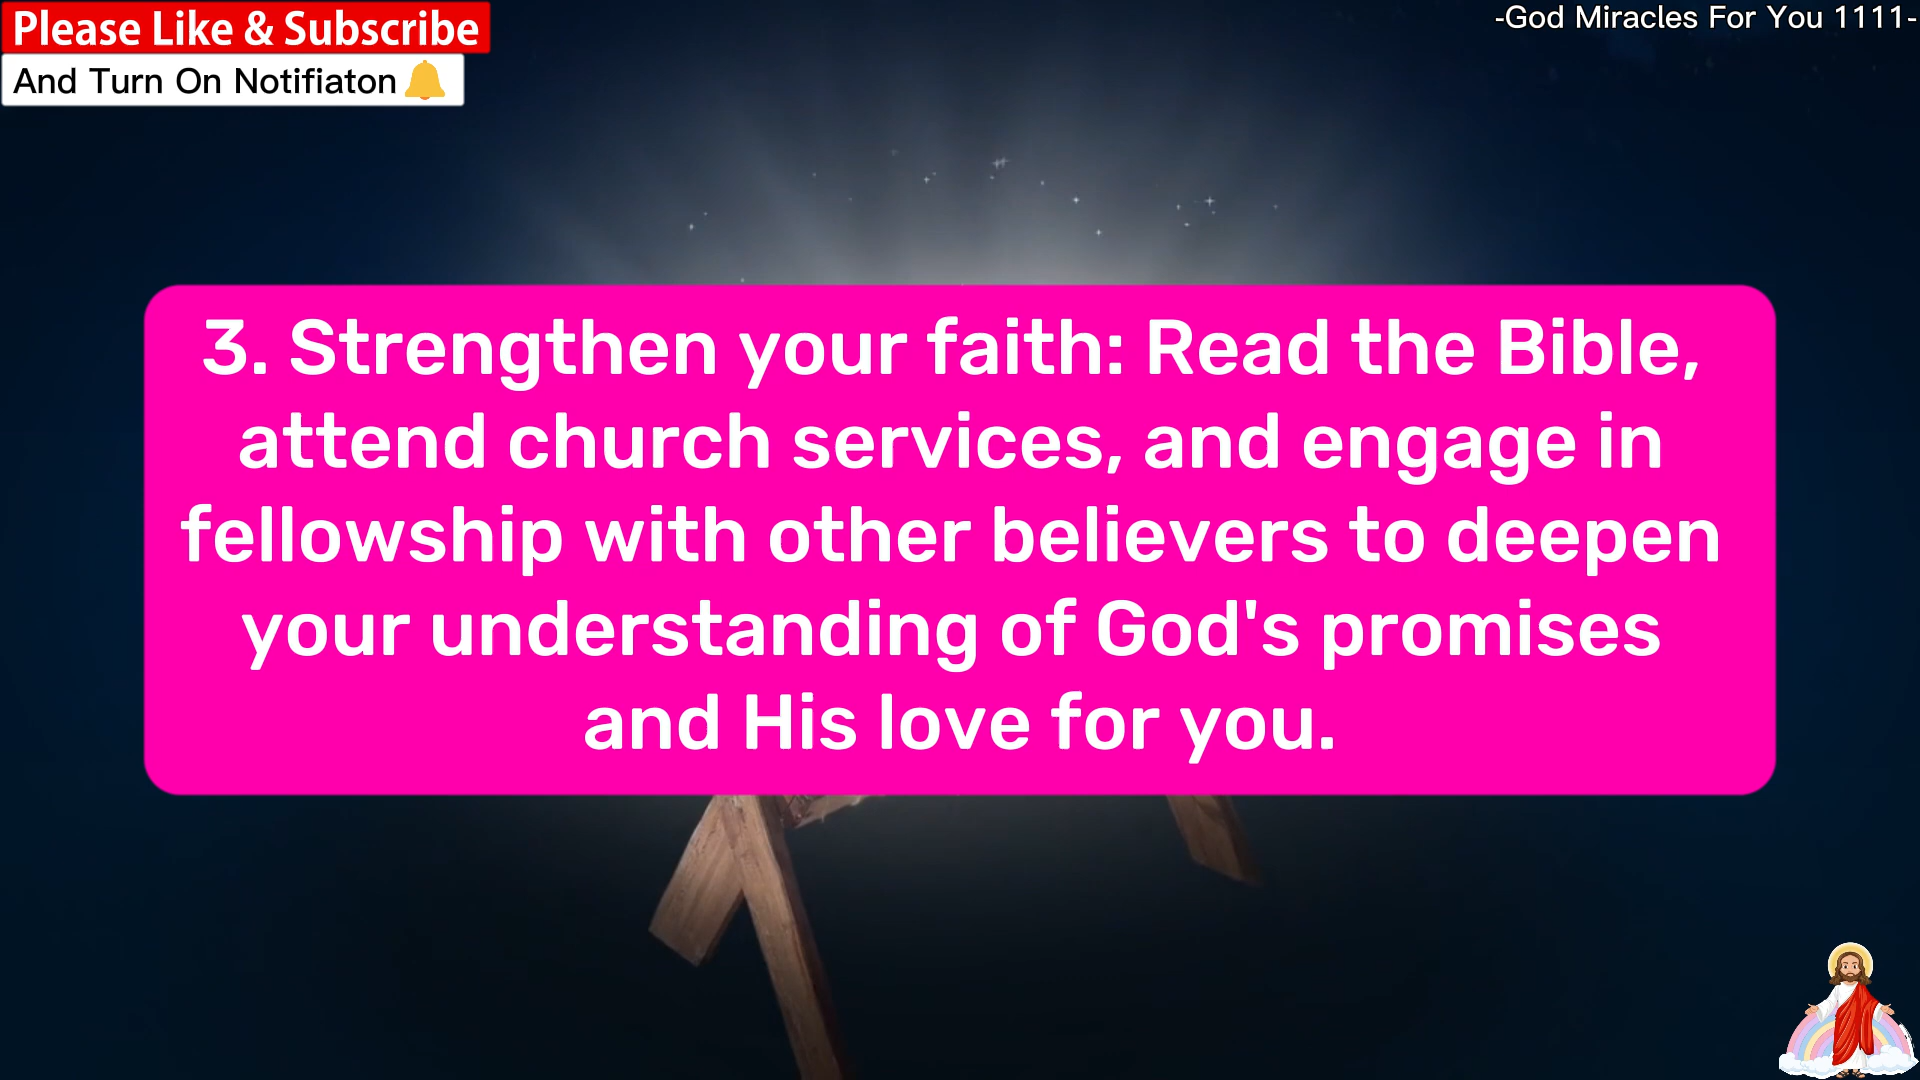 Please Like & Subscribe
And Turn On Notifiaton
-God Miracles For You 1111-
3. Strengthen your faith: Read the Bible,
attend church services, and engage in
fellowship with other believers to deepen
your understanding of God's promises
and His love for you.